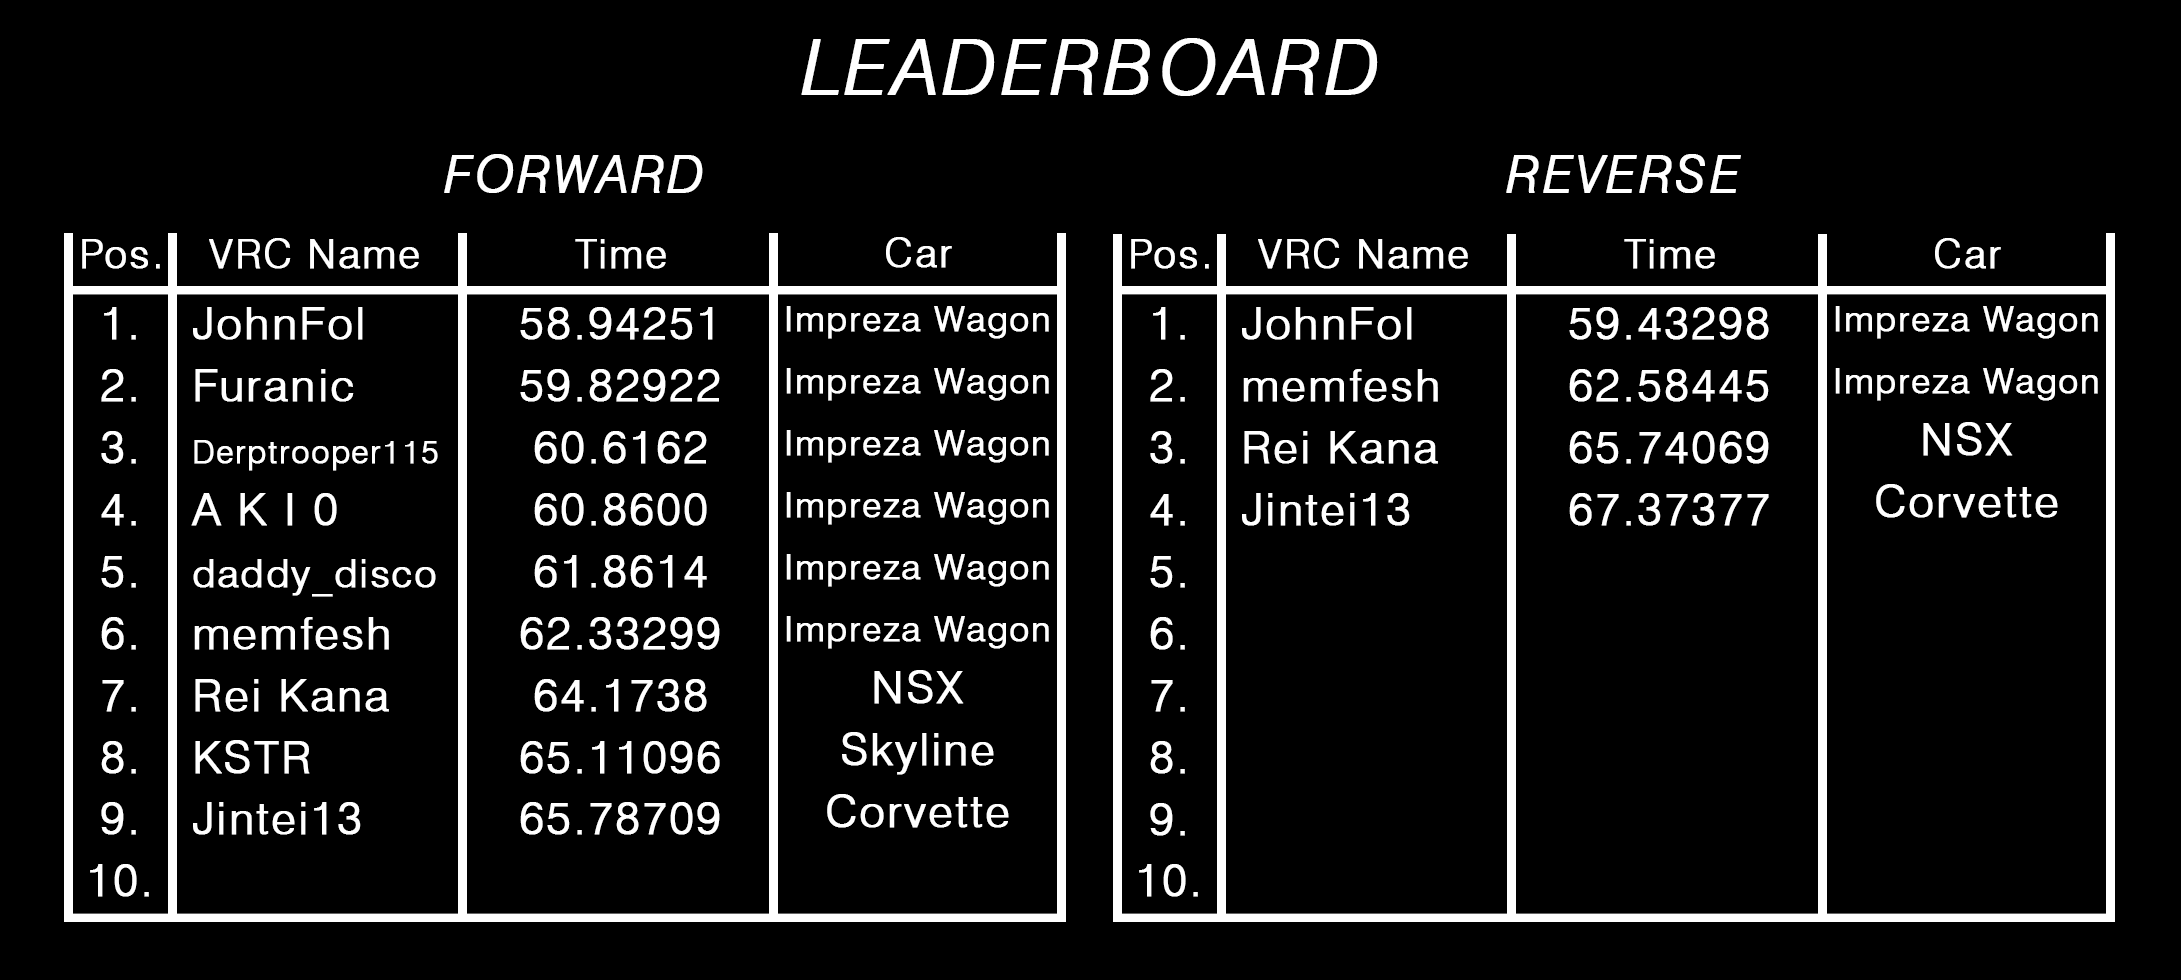 LEADERBOARD
FORWARD
Pos. VRC Name Time Car
1. JohnFol 58.94251 Impreza Wagon
2. Furanic 59.82922 Impreza Wagon
3. Derptrooper115 60.6162 Impreza Wagon
4. A K I 0 60.8600 Impreza Wagon
5. daddy_disco 61.8614 Impreza Wagon
6. memfesh 62.33299 Impreza Wagon
7. Rei Kana 64.1738 NSX
8. KSTR 65.11096 Skyline
9. Jintei13 65.78709 Corvette
10.
REVERSE
Pos. VRC Name Time Car
1. JohnFol 59.43298 Impreza Wagon
2. memfesh 62.58445 Impreza Wagon
3. Rei Kana 65.74069 NSX
4. Jintei13 67.37377 Corvette
5.
6.
7.
8.
9.
10.